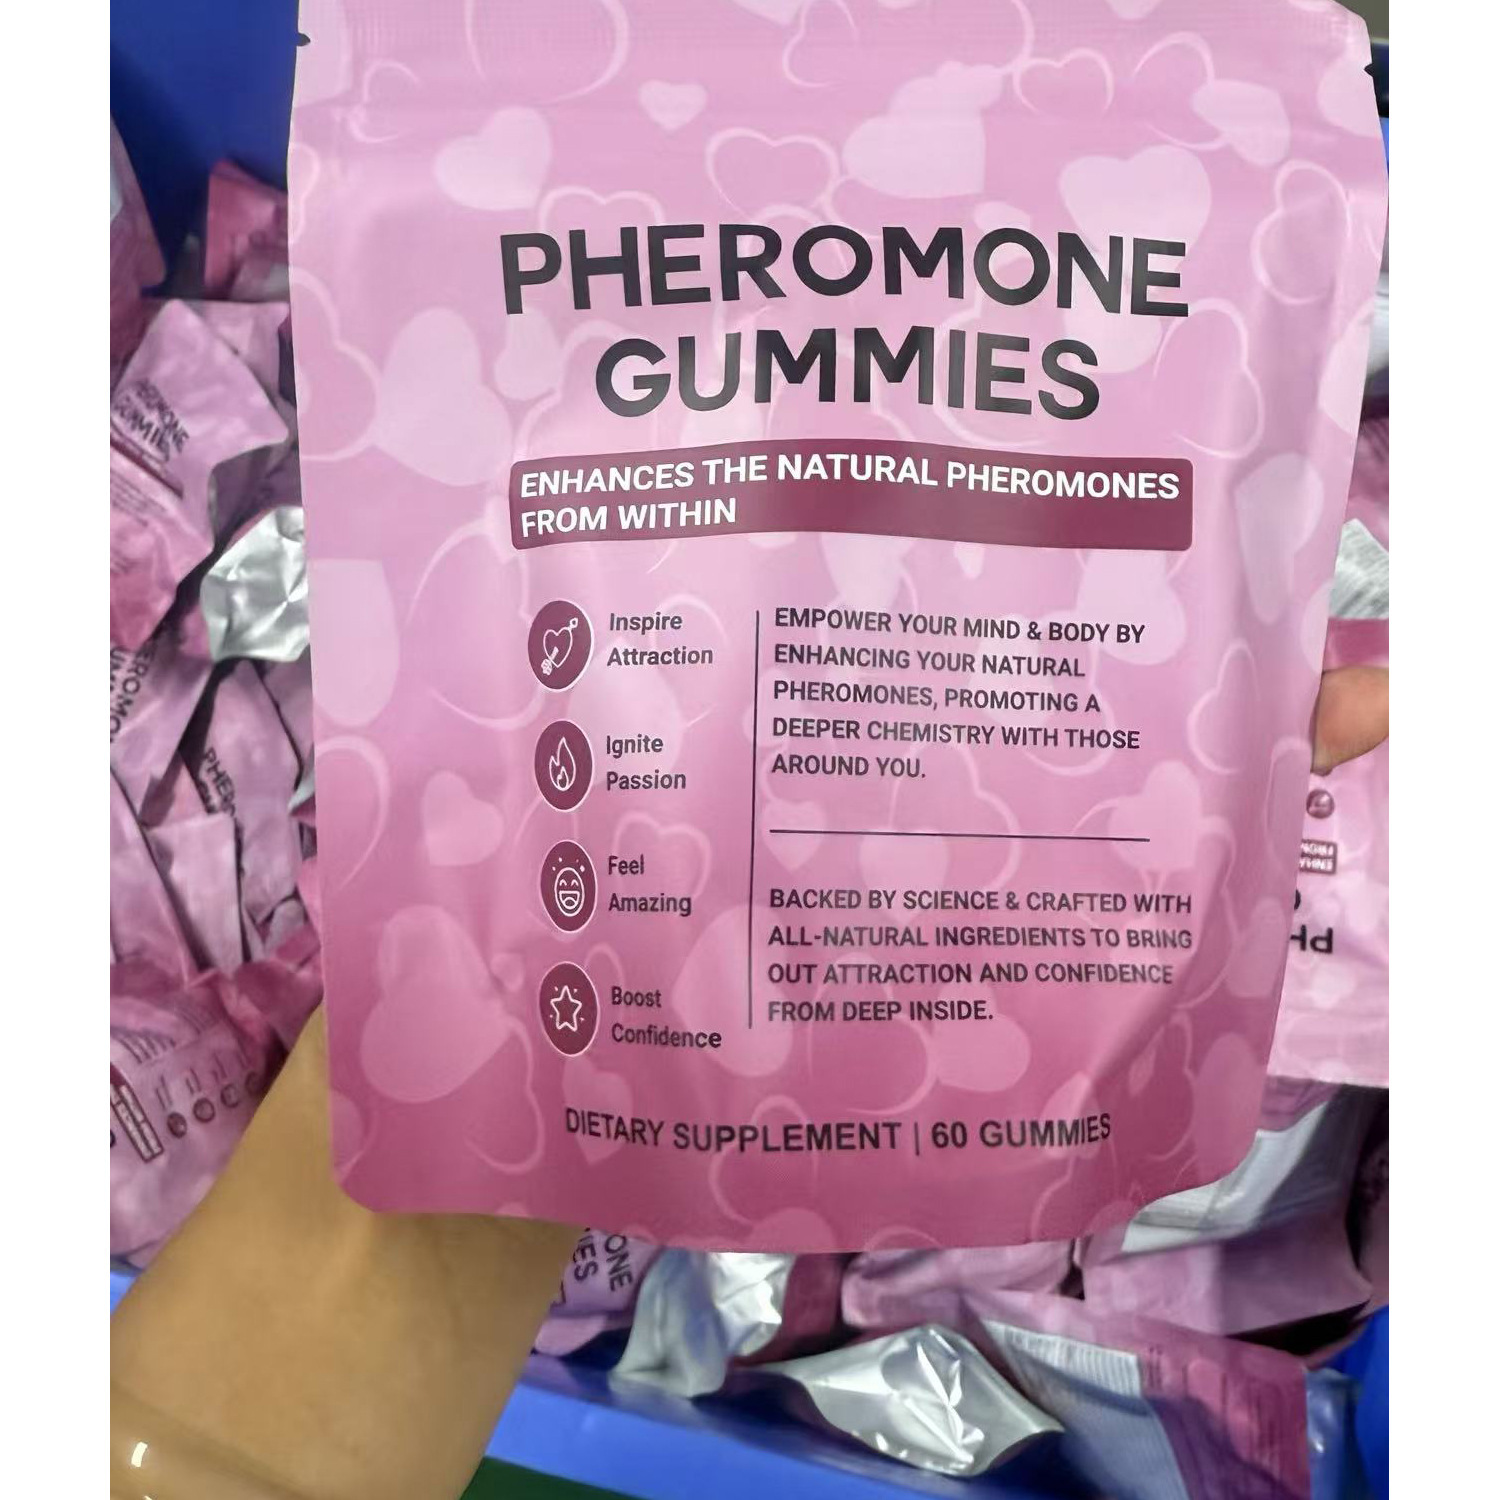 PHEROMONE
GUMMIES
ENHANCES THE NATURAL PHEROMONES
FROM WITHIN
Inspire
Attraction
Ignite
Passion
Feel
Amazing
Boost
Confidence
EMPOWER YOUR MIND & BODY BY
ENHANCING YOUR NATURAL
PHEROMONES, PROMOTING A
DEEPER CHEMISTRY WITH THOSE
AROUND YOU.
BACKED BY SCIENCE & CRAFTED WITH
ALL-NATURAL INGREDIENTS TO BRING
OUT ATTRACTION AND CONFIDENCE
FROM DEEP INSIDE.
DIETARY SUPPLEMENT | 60 GUMMIES